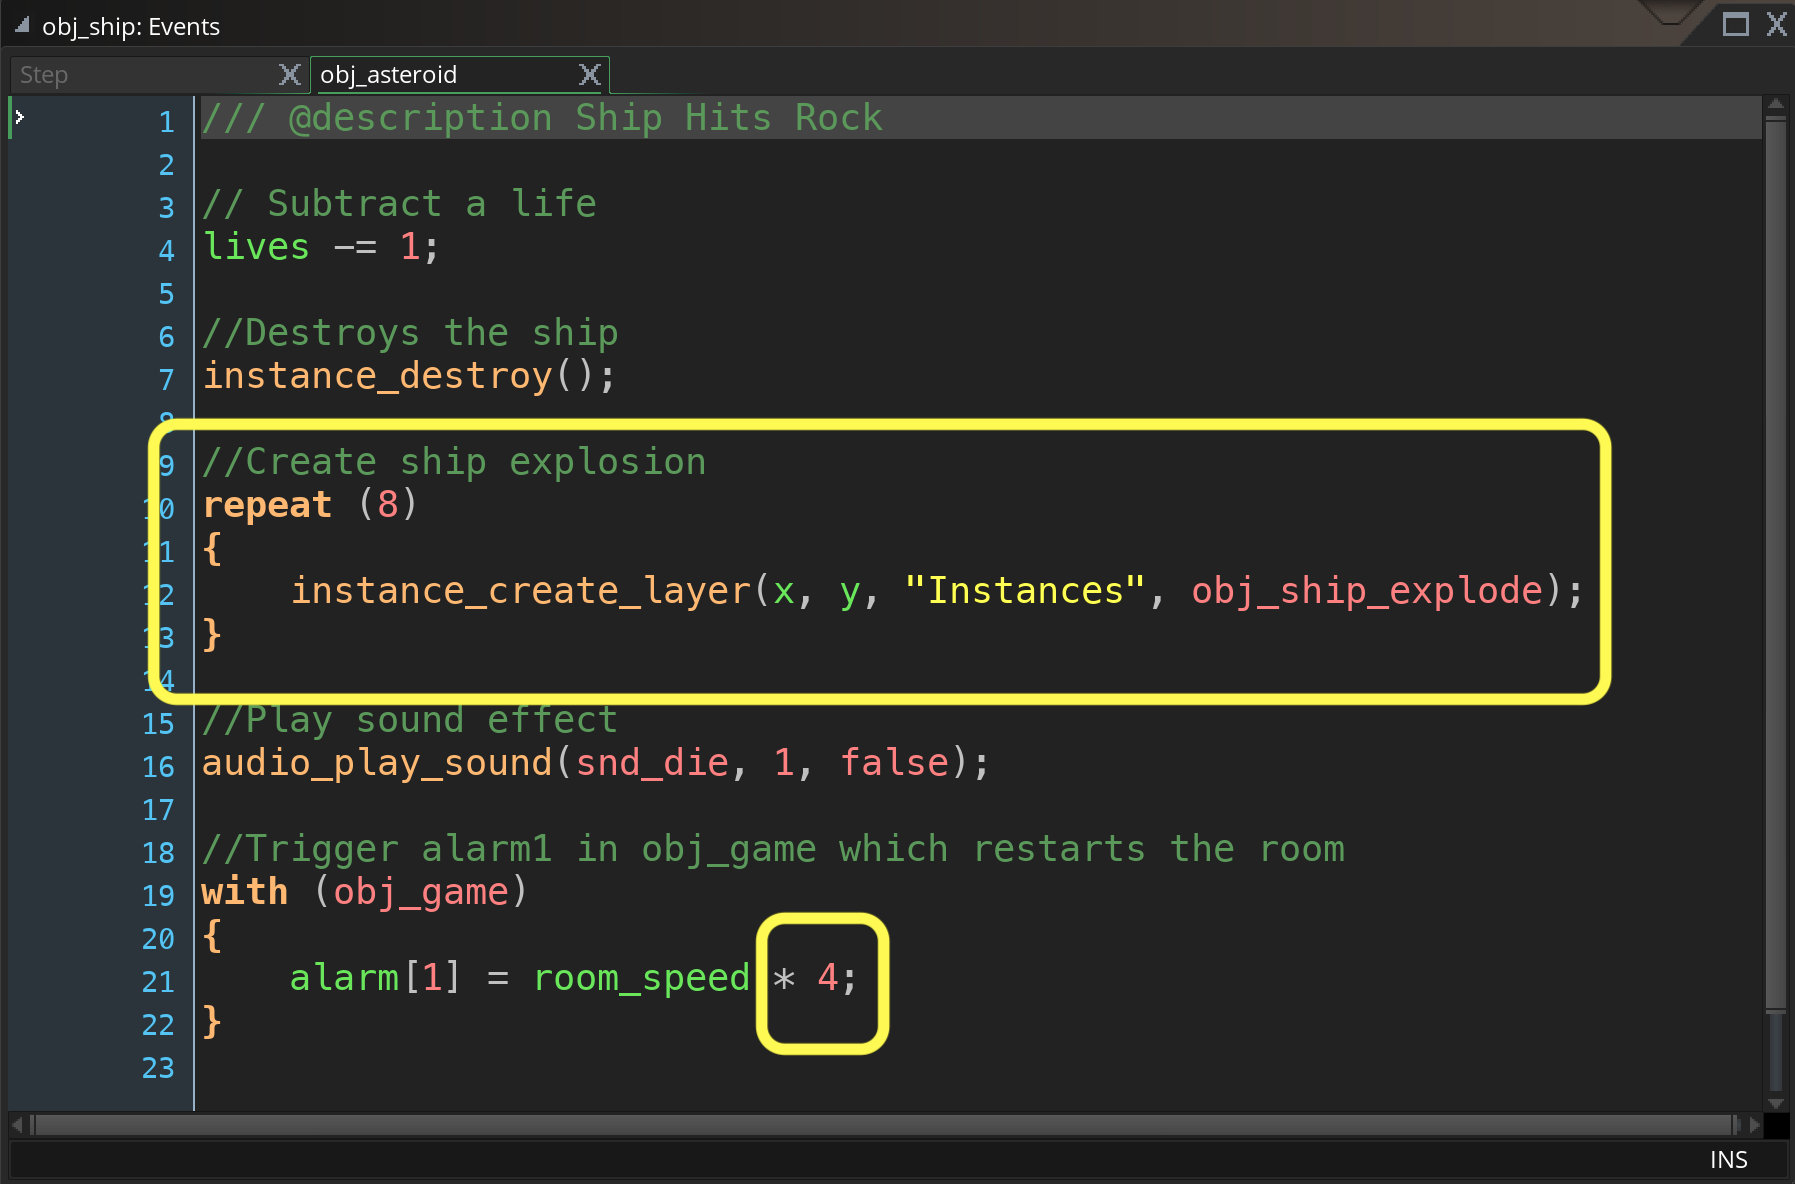 obj_ship: Events
Step
obj_asteroid
1 /// @description Ship Hits Rock
2
3 // Subtract a life
4 lives -= 1;
5
6 //Destroys the ship
7 instance_destroy();
8
9 //Create ship explosion
10 repeat (8)
11 {
12     instance_create_layer(x, y, "Instances", obj_ship_explode);
13 }
14
15 //Play sound effect
16 audio_play_sound(snd_die, 1, false);
17
18 //Trigger alarm1 in obj_game which restarts the room
19 with (obj_game)
20 {
21     alarm[1] = room_speed * 4;
22 }
23
INS